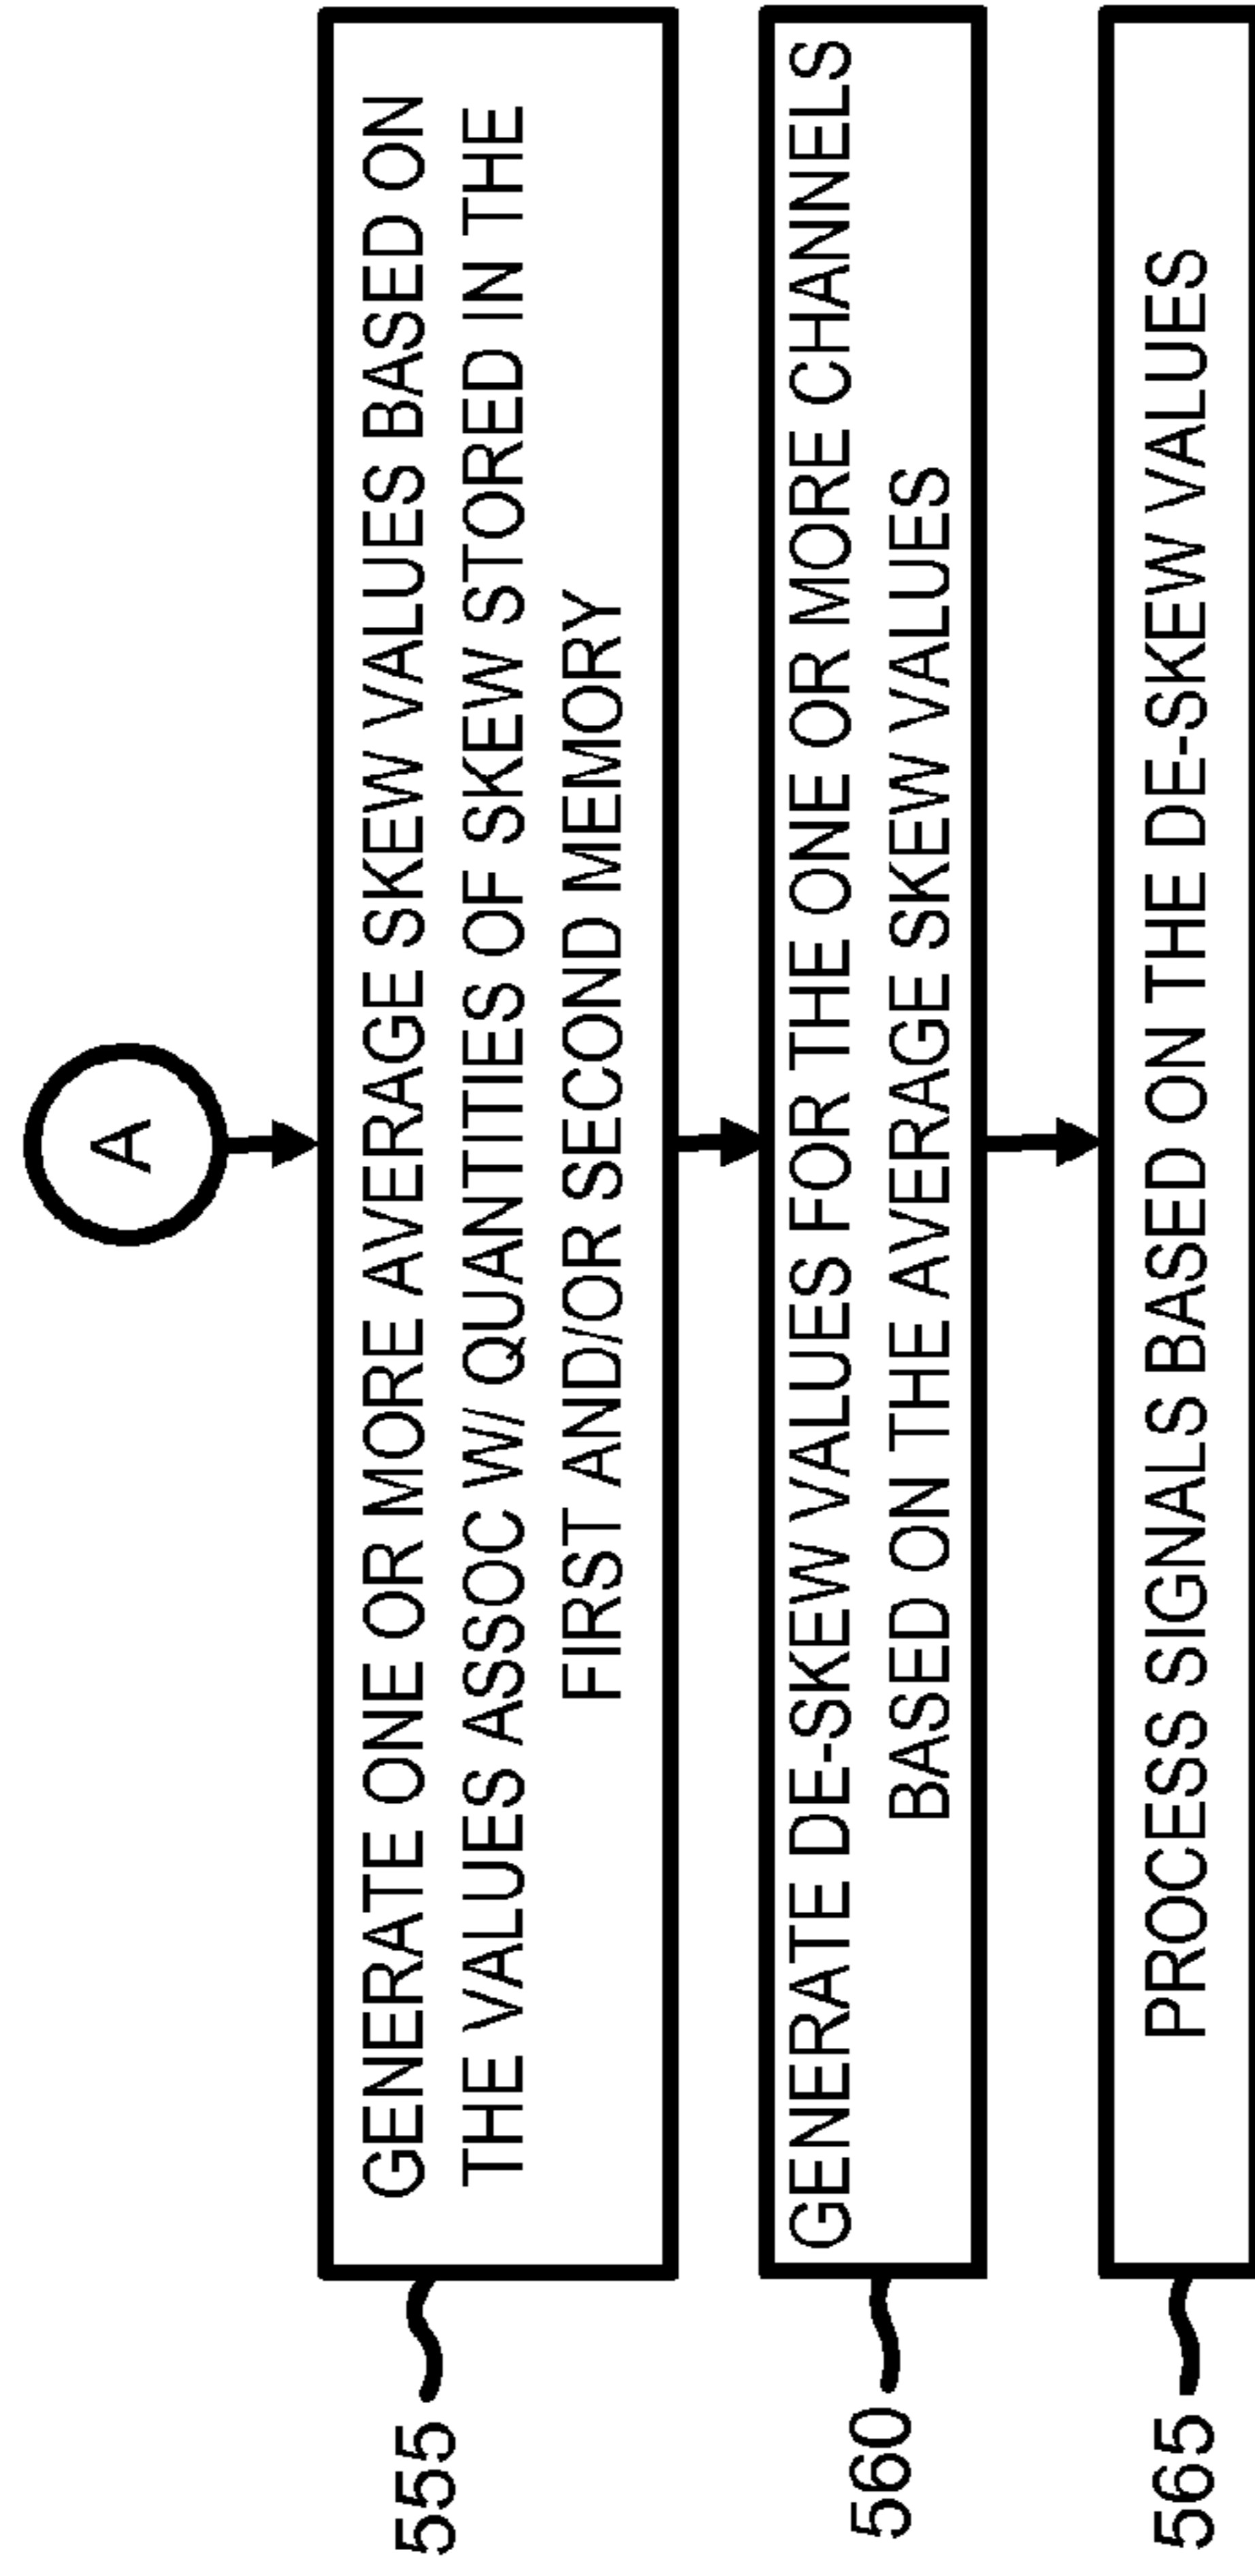 A
555
GENERATE ONE OR MORE AVERAGE SKEW VALUES BASED ON
THE VALUES ASSOC W/ QUANTITIES OF SKEW STORED IN THE
FIRST AND/OR SECOND MEMORY
560
GENERATE DE-SKEW VALUES FOR THE ONE OR MORE CHANNELS
BASED ON THE AVERAGE SKEW VALUES
565
PROCESS SIGNALS BASED ON THE DE-SKEW VALUES